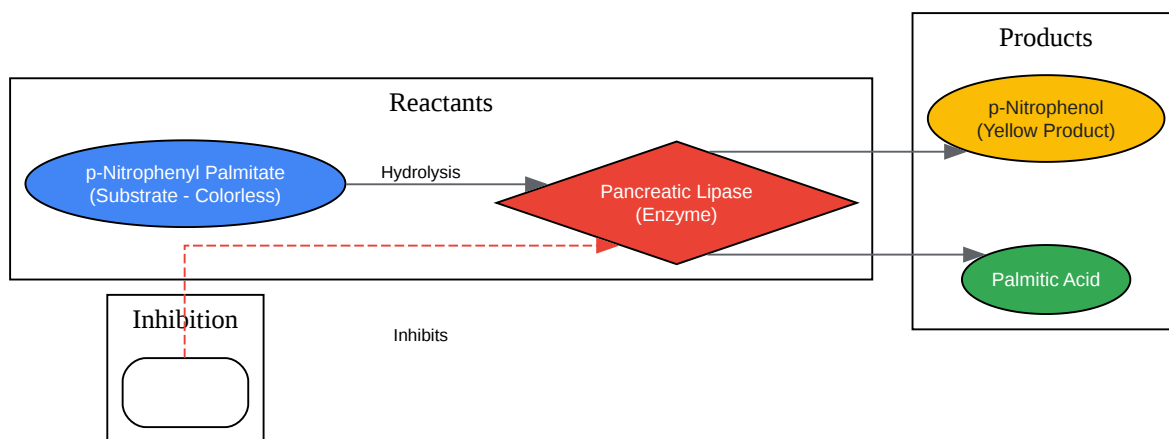 Products
Reactants
p-Nitrophenol
(Yellow Product)
p-Nitrophenyl Palmitate
(Substrate - Colorless)
Hydrolysis
Pancreatic Lipase
(Enzyme)
Palmitic Acid
Inhibition
Inhibits